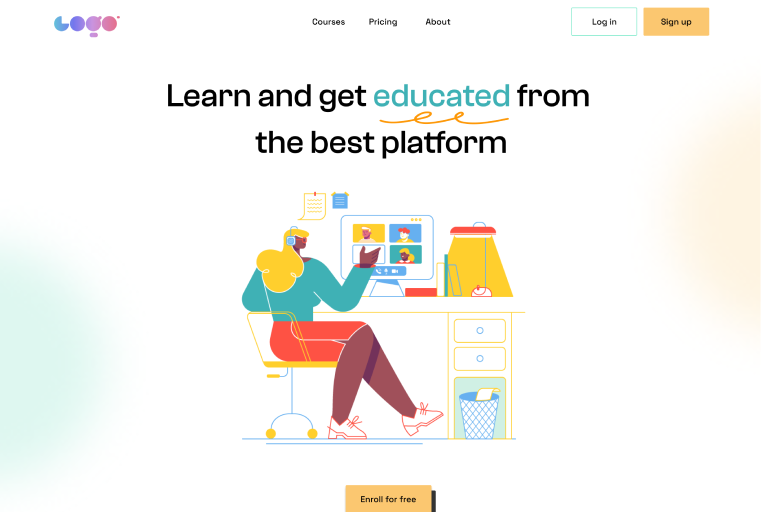 Logo
Courses
Pricing
About
Log in
Sign up
Learn and get educated from
the best platform
Enroll for free